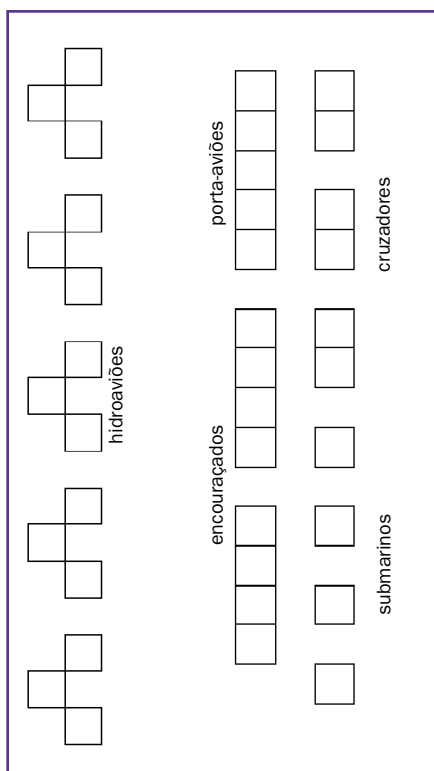 hidroaviões
encouraçados
porta-aviões
submarinos
cruzadores